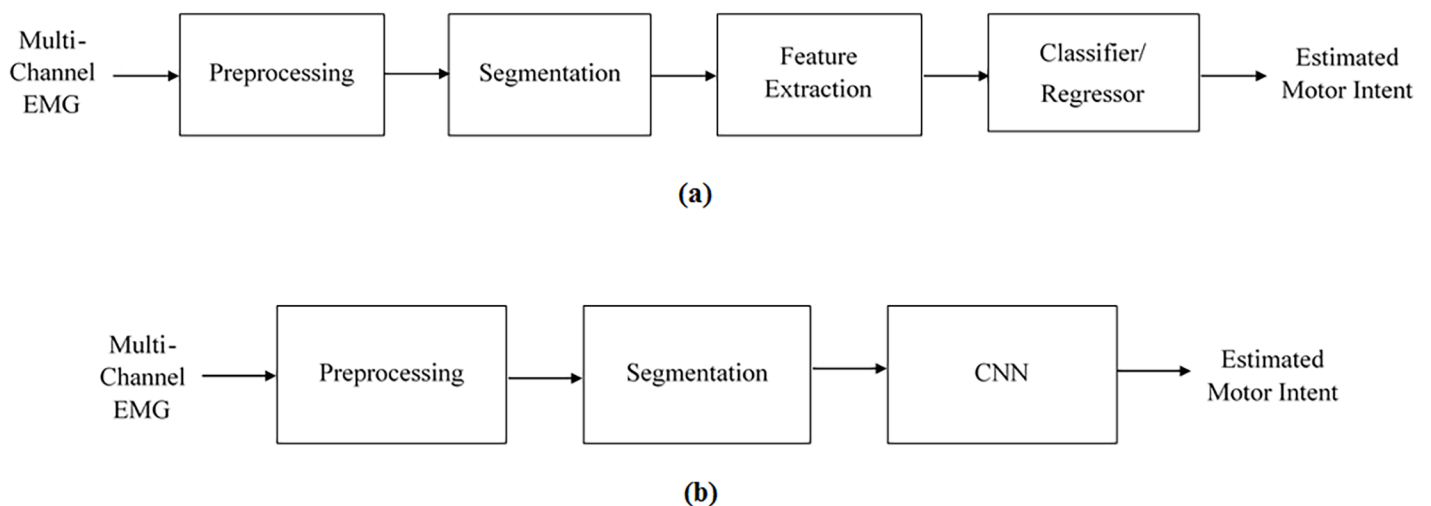 Multi-
Channel
EMG
Preprocessing
Segmentation
Feature
Extraction
Classifier/
Regressor
Estimated
Motor Intent
(a)
Multi-
Channel
EMG
Preprocessing
Segmentation
CNN
Estimated
Motor Intent
(b)